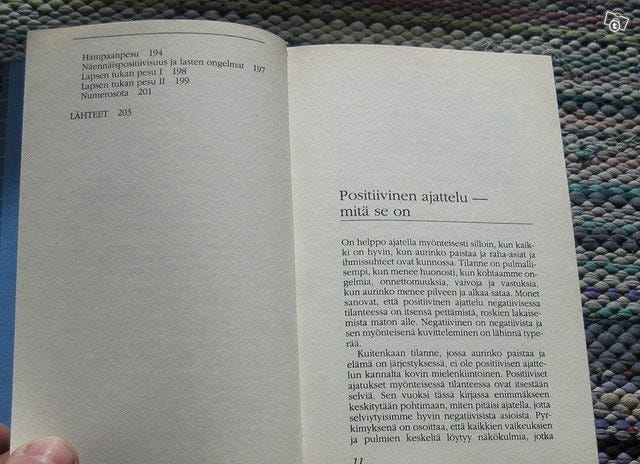 Hampaanpesu 194
Näennäispositiivisuus ja lasten ongelmat 197
Lapsen tukan pesu I 198
Lapsen tukan pesu II 199
Numerosota 201
LÄHTEET 203
Positiivinen ajattelu —
mitä se on
On helppo ajatella myönteisesti silloin, kun kaik-
ki on hyvin, kun aurinko paistaa ja raha-asiat ja
ihmissuhteet ovat kunnossa. Tilanne on pulmalli-
sempi, kun menee huonosti, kun kohtaamme on-
gelmia, onnettomuuksia, vaivoja ja vastuksia,
kun aurinko menee pilveen ja alkaa sataa. Monet
sanovat, että positiivinen ajattelu negatiivisessa
tilanteessa on itsensä pettämistä, roskien lakaise-
mista maton alle. Negatiivinen on negatiivista ja
sen myönteisenä kuvitteleminen on lähinnä type-
rää.
Kuitenkaan tilanne, jossa aurinko paistaa ja
elämä on järjestyksessä, ei ole positiivisen ajatte-
lun kannalta kovin mielenkiintoinen. Positiiviset
ajatukset myönteisessä tilanteessa ovat itsestään
selviä. Sen vuoksi tässä kirjassa enimmäkseen
keskitytään pohtimaan, miten pitäisi ajatella, jotta
selviytyisimme hyvin negatiivisista asioista. Pyr-
kimyksenä on osoittaa, että kaikkien vaikeuksien
ja pulmien keskeltä löytyy näkökulmia, jotka
11